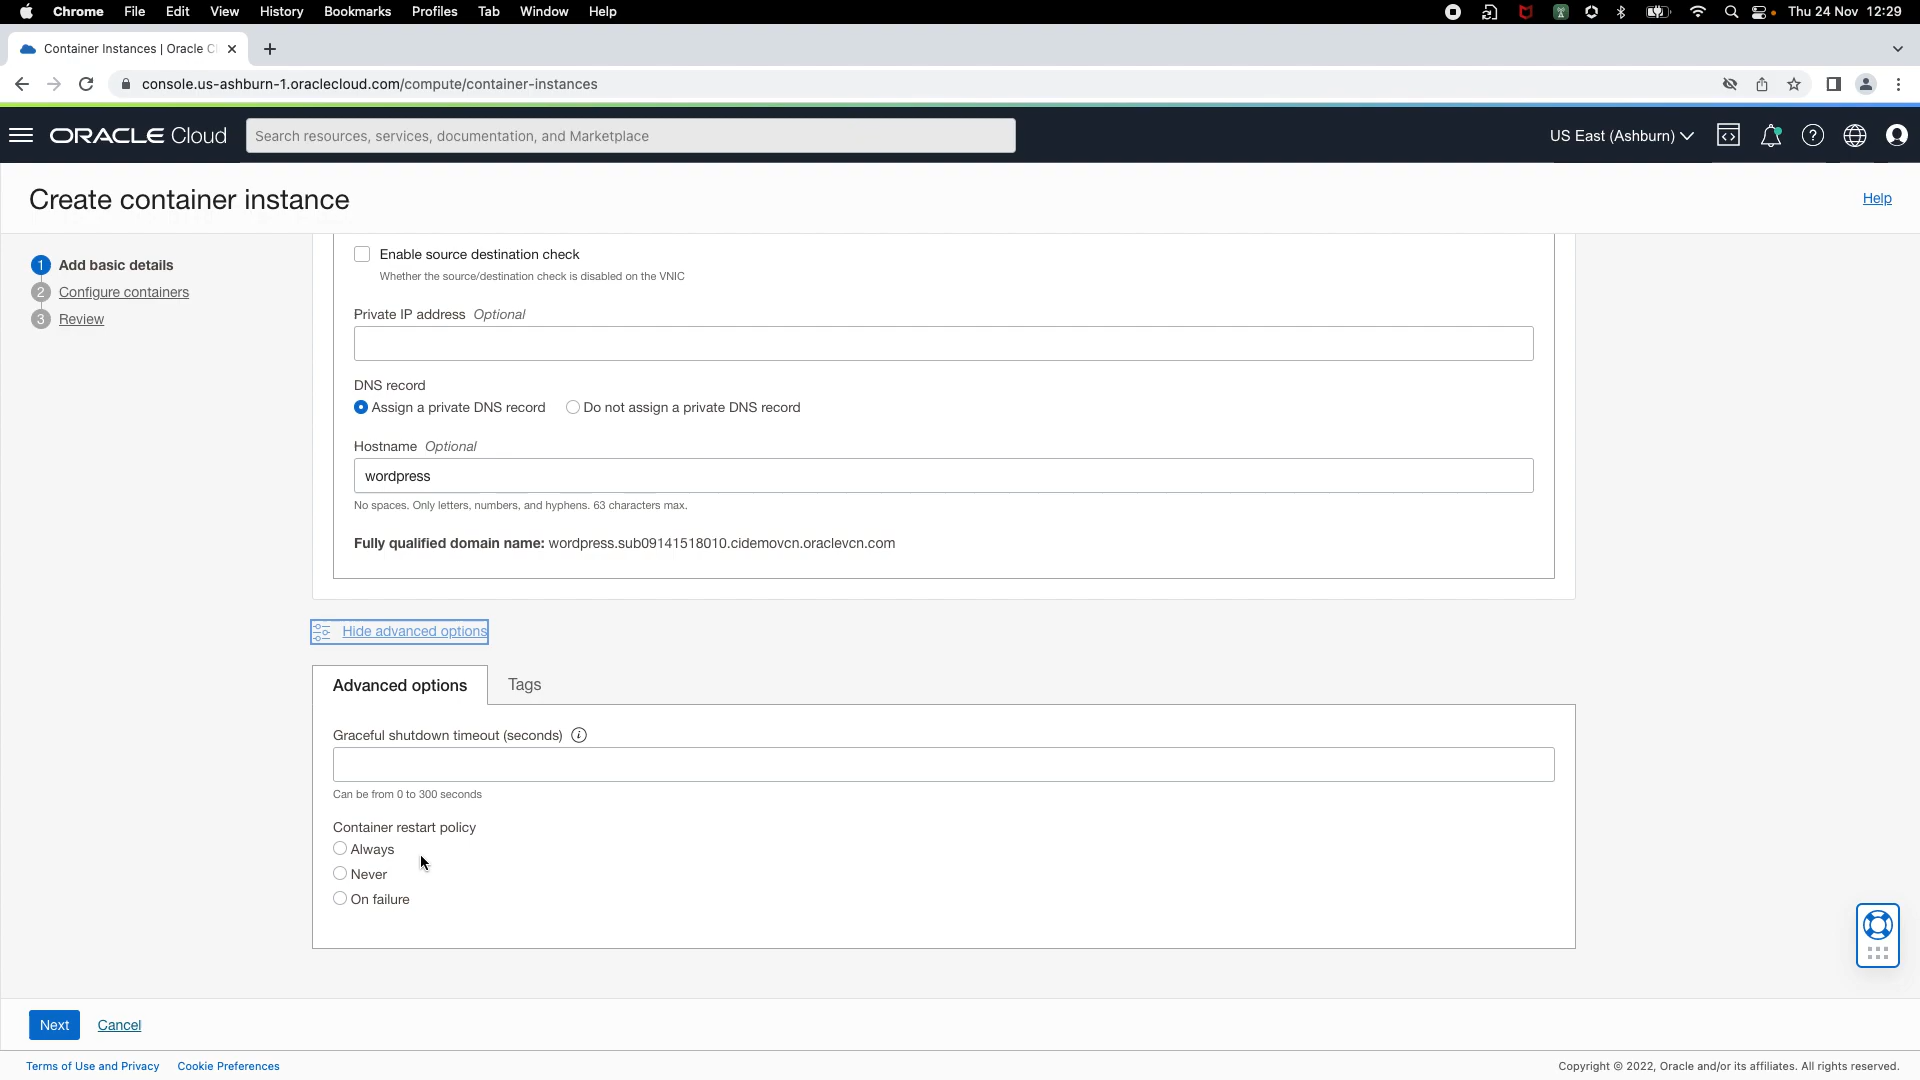 Chrome File Edit View History Bookmarks Profiles Tab Window Help Thu 24 Nov 12:29
Container Instances | Oracle Cl
console.us-ashburn-1.oraclecloud.com/compute/container-instances
ORACLE Cloud Search resources, services, documentation, and Marketplace US East (Ashburn)
Create container instance Help
1 Add basic details
2 Configure containers
3 Review
Enable source destination check
Whether the source/destination check is disabled on the VNIC
Private IP address Optional
DNS record
Assign a private DNS record Do not assign a private DNS record
Hostname Optional
wordpress
No spaces. Only letters, numbers, and hyphens. 63 characters max.
Fully qualified domain name: wordpress.sub09141518010.cidemovcn.oraclevcn.com
Hide advanced options
Advanced options Tags
Graceful shutdown timeout (seconds)
Can be from 0 to 300 seconds
Container restart policy
Always
Never
On failure
Next Cancel
Terms of Use and Privacy Cookie Preferences Copyright © 2022, Oracle and/or its affiliates. All rights reserved.